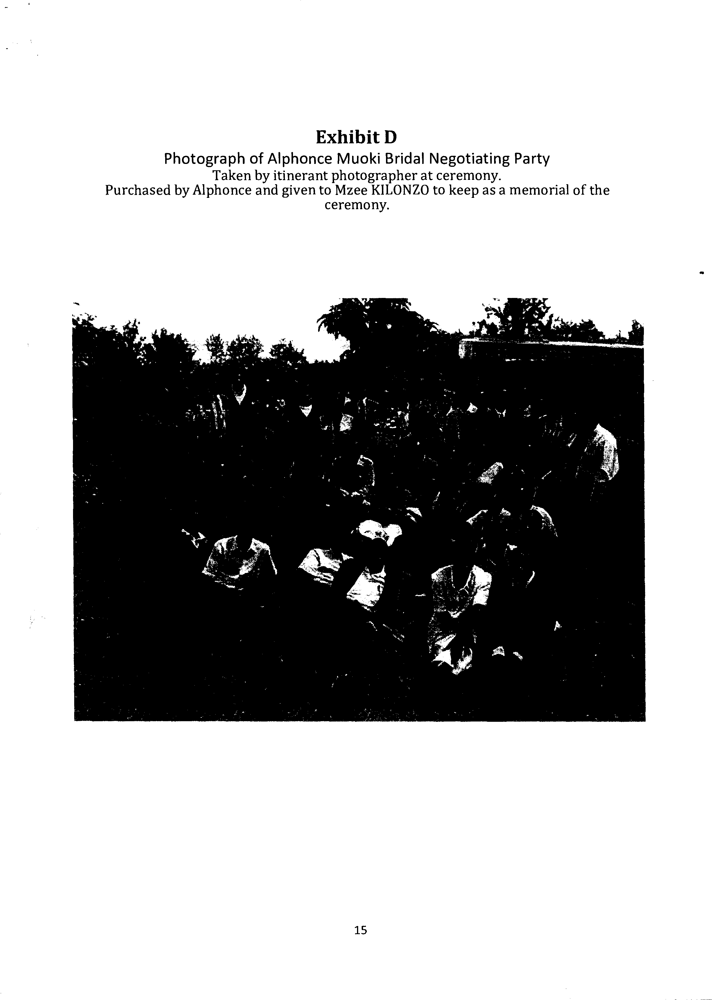 Exhibit D
Photograph of Alphonce Muoki Bridal Negotiating Party
Taken by itinerant photographer at ceremony.
Purchased by Alphonce and given to Mzee KILONZO to keep as a memorial of the
ceremony.
15